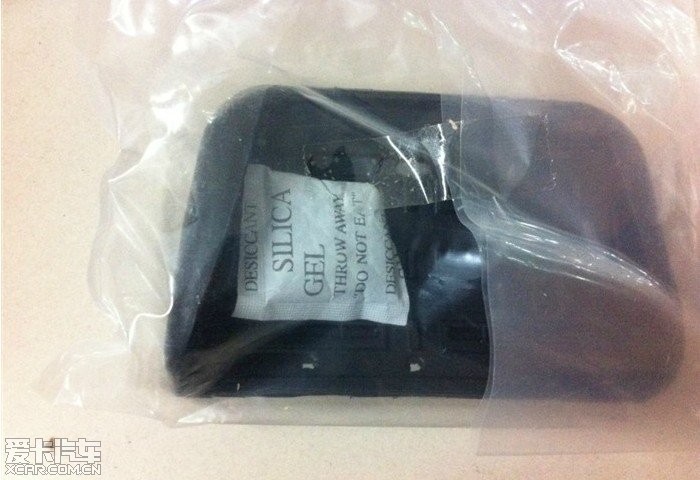 DESICCANT
SILICA
GEL
THROW AWAY
"DO NOT EAT"
DESICCANT
爱卡汽车
XCAR.COM.CN